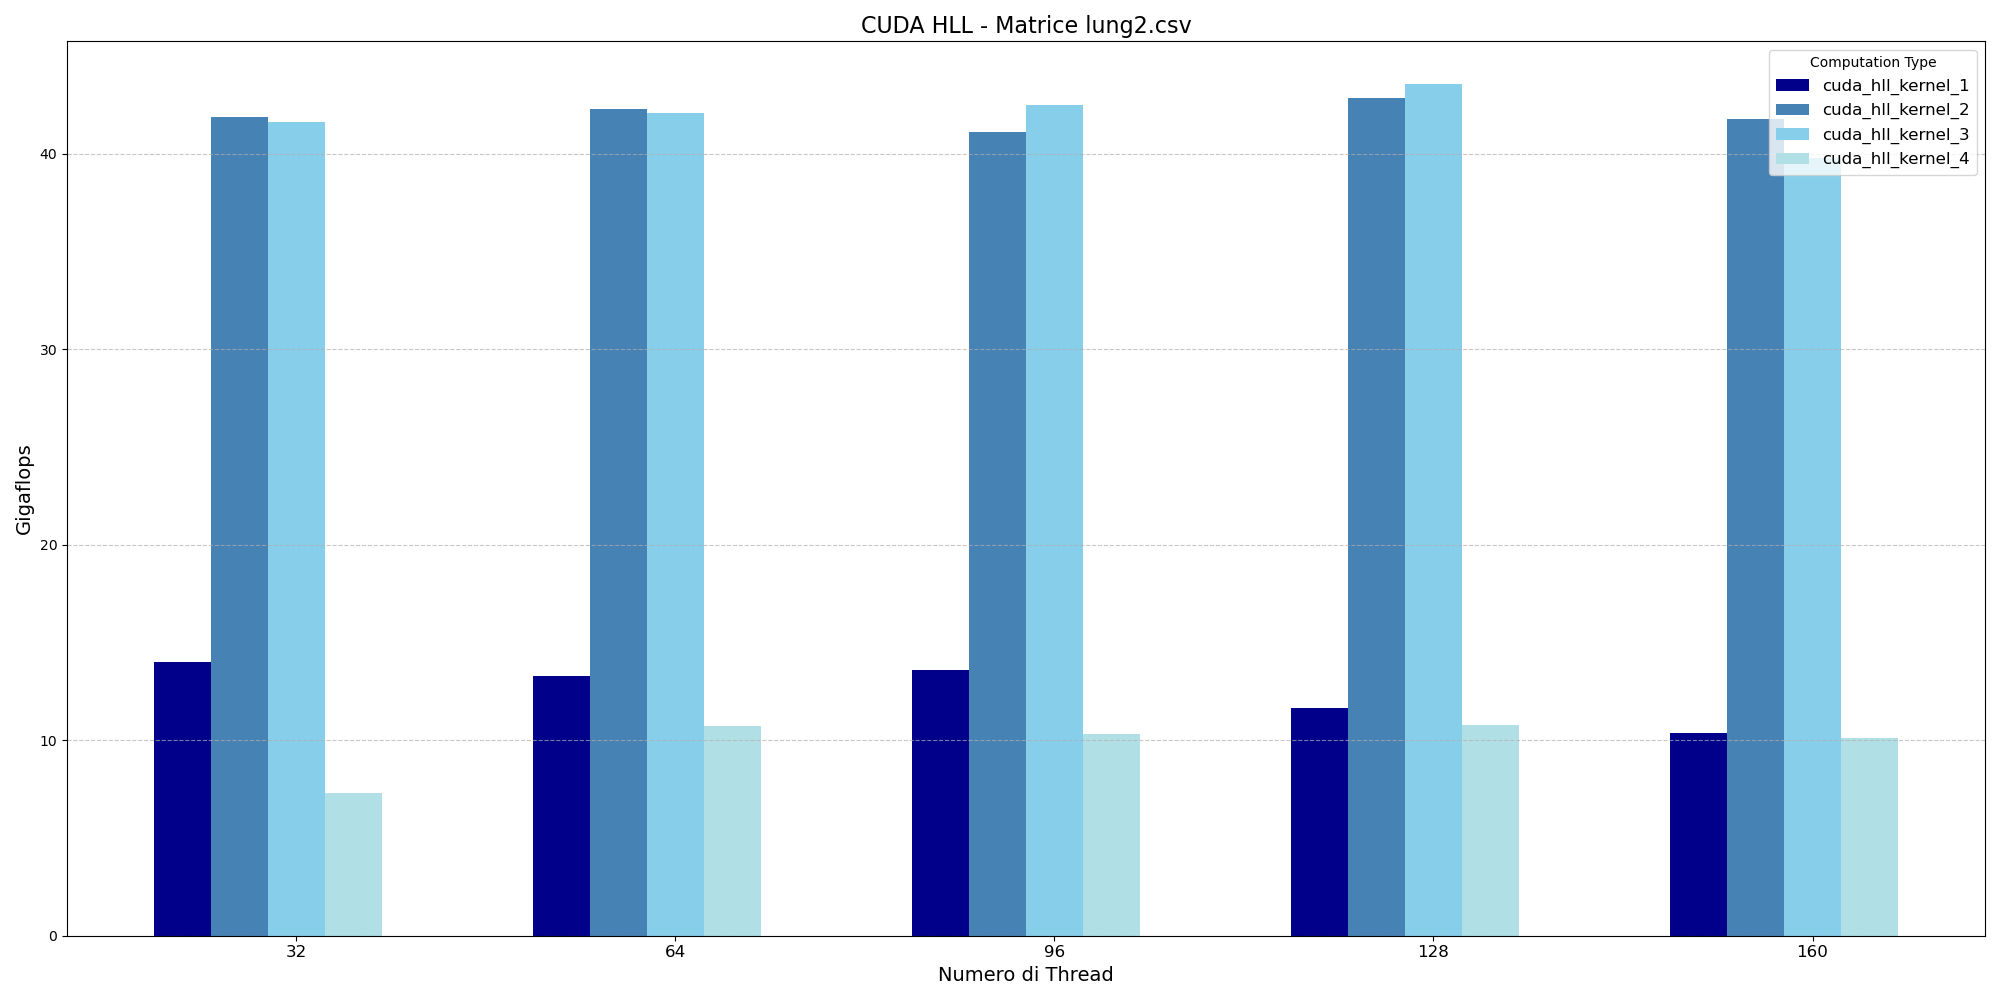 CUDA HLL - Matrice lung2.csv
Computation Type
cuda_hll_kernel_1
cuda_hll_kernel_2
cuda_hll_kernel_3
cuda_hll_kernel_4
Gigaflops
40
30
20
10
0
32 64 96 128 160
Numero di Thread